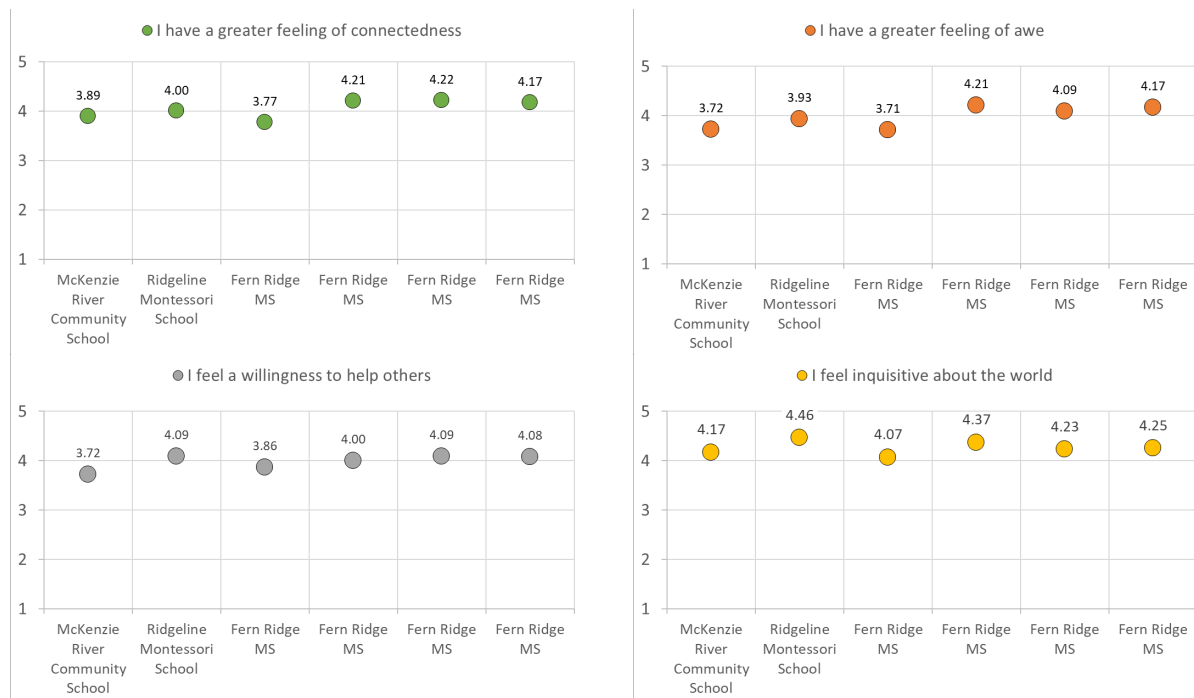 I have a greater feeling of connectedness
5
4
3
2
1
3.89
4.00
3.77
4.21
4.22
4.17
McKenzie River Community School
Ridgeline Montessori School
Fern Ridge MS
Fern Ridge MS
Fern Ridge MS
Fern Ridge MS
I have a greater feeling of awe
5
4
3
2
1
3.72
3.93
3.71
4.21
4.09
4.17
McKenzie River Community School
Ridgeline Montessori School
Fern Ridge MS
Fern Ridge MS
Fern Ridge MS
Fern Ridge MS
I feel a willingness to help others
5
4
3
2
1
3.72
4.09
3.86
4.00
4.09
4.08
McKenzie River Community School
Ridgeline Montessori School
Fern Ridge MS
Fern Ridge MS
Fern Ridge MS
Fern Ridge MS
I feel inquisitive about the world
5
4
3
2
1
4.17
4.46
4.07
4.37
4.23
4.25
McKenzie River Community School
Ridgeline Montessori School
Fern Ridge MS
Fern Ridge MS
Fern Ridge MS
Fern Ridge MS